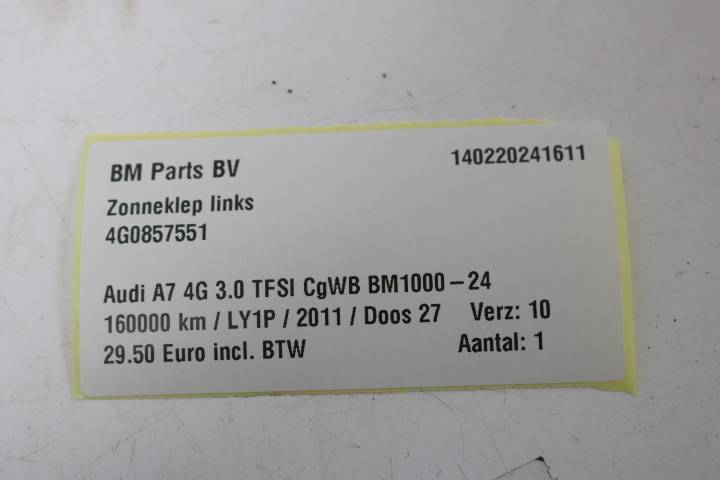 BM Parts BV 140220241611
Zonneklep links
4G0857551
Audi A7 4G 3.0 TFSI CgWB BM1000-24
160000 km / LY1P / 2011 / Doos 27 Verz: 10
29.50 Euro incl. BTW Aantal: 1